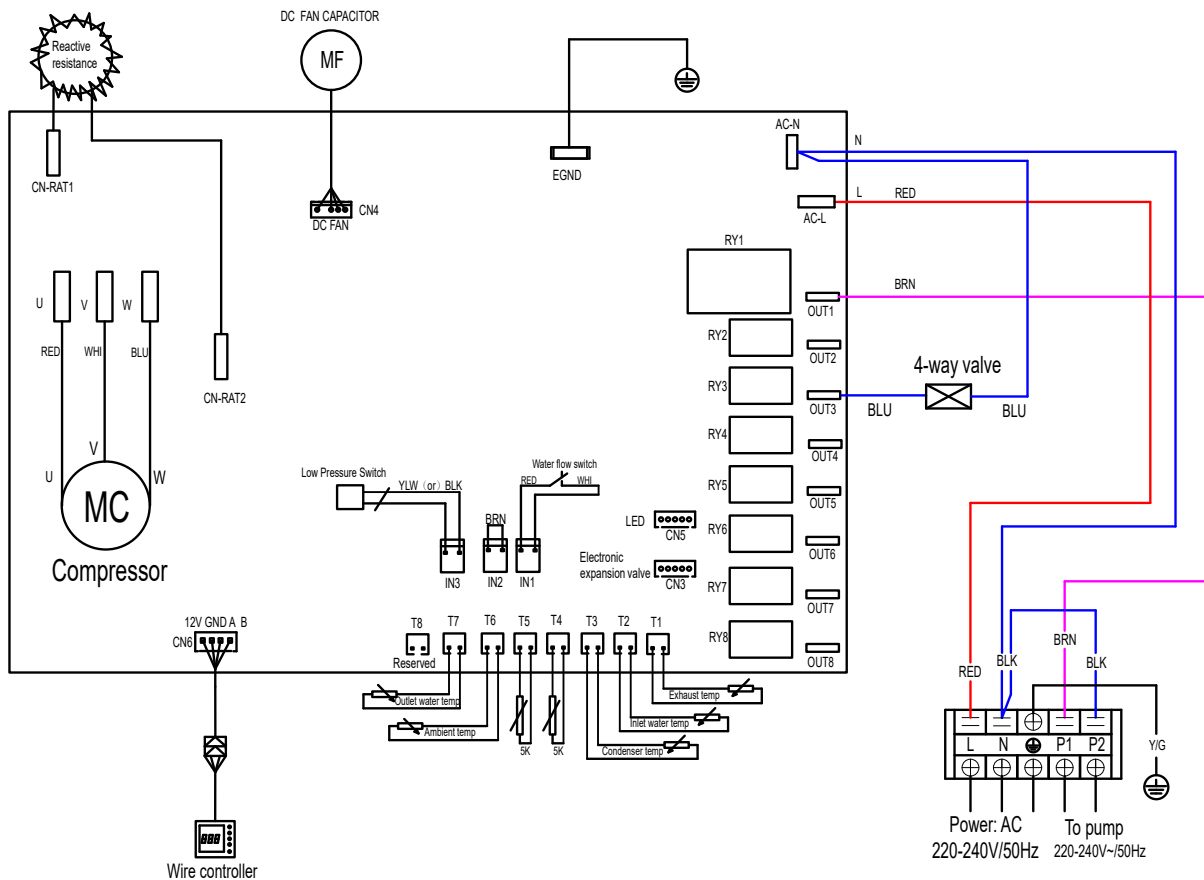 DC FAN CAPACITOR
Reactive
resistance
MF
AC-N
N
CN-RAT1
EGND
CN4
DC FAN
L
RED
AC-L
RY1
BRN
OUT1
U
V
W
RED
WHI
BLU
RY2
OUT2
CN-RAT2
4-way valve
RY3
OUT3
BLU
BLU
RY4
OUT4
V
U
W
MC
Compressor
Low Pressure Switch
YLW (or) BLK
Water flow switch
RED
WHI
RY5
OUT5
BRN
LED
CN5
RY6
OUT6
IN3
IN2
IN1
Electronic
expansion valve
CN3
RY7
OUT7
12V GND A B
CN6
T8
T7
T6
T5
T4
T3
T2
T1
Reserved
RY8
OUT8
RED
BLK
BRN
BLK
Outlet water temp
Ambient temp
5K
5K
Exhaust temp
Inlet water temp
Condenser temp
L
N
P1
P2
Y/G
Power: AC
220-240V/50Hz
To pump
220-240V~/50Hz
888
Wire controller